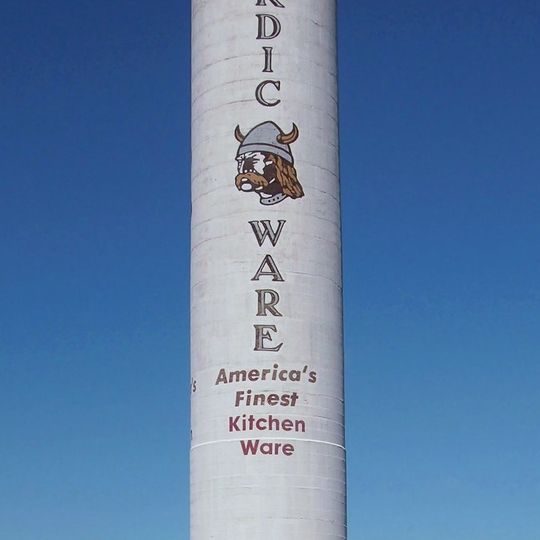 RDIC
WARE
America's
Finest
Kitchen
Ware